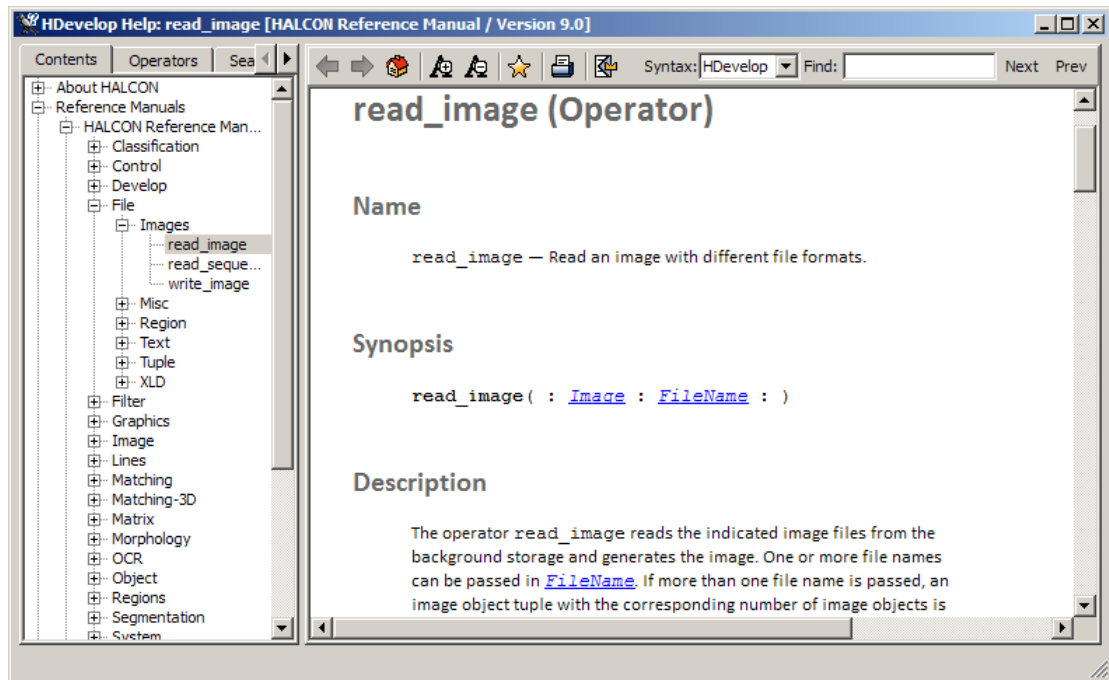 HDevelop Help: read_image [HALCON Reference Manual / Version 9.0]
Contents Operators Sea
Syntax: HDevelop Find: Next Prev
About HALCON
Reference Manuals
HALCON Reference Man...
Classification
Control
Develop
File
Images
read_image
read_seque...
write_image
Misc
Region
Text
Tuple
XLD
Filter
Graphics
Image
Lines
Matching
Matching-3D
Matrix
Morphology
OCR
Object
Regions
Segmentation
System
read_image (Operator)
Name
read_image — Read an image with different file formats.
Synopsis
read_image( : Image : FileName : )
Description
The operator read_image reads the indicated image files from the
background storage and generates the image. One or more file names
can be passed in FileName. If more than one file name is passed, an
image object tuple with the corresponding number of image objects is